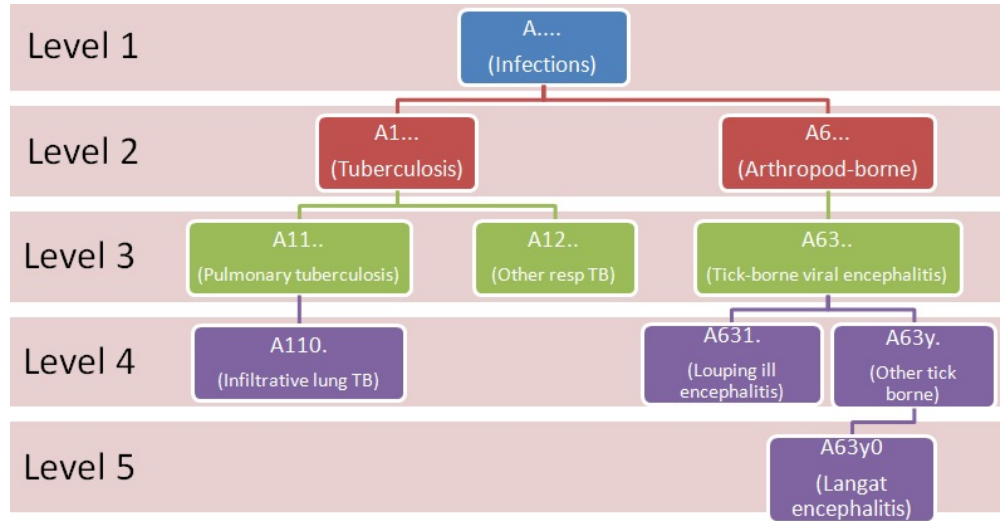 Level 1
A....
(Infections)
Level 2
A1...
(Tuberculosis)
A6...
(Arthropod-borne)
Level 3
A11..
(Pulmonary tuberculosis)
A12..
(Other resp TB)
A63..
(Tick-borne viral encephalitis)
Level 4
A110.
(Infiltrative lung TB)
A631.
(Louping ill
encephalitis)
A63y.
(Other tick
borne)
Level 5
A63y0
(Langat
encephalitis)